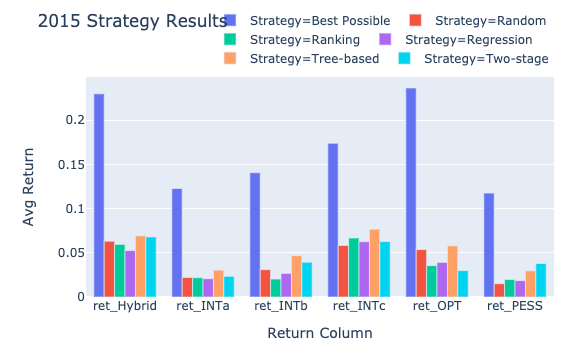 2015 Strategy Results
Strategy=Best Possible Strategy=Random
Strategy=Ranking Strategy=Regression
Strategy=Tree-based Strategy=Two-stage
Avg Return
0.2
0.15
0.1
0.05
0
ret_Hybrid ret_INTa ret_INTb ret_INTc ret_OPT ret_PESS
Return Column